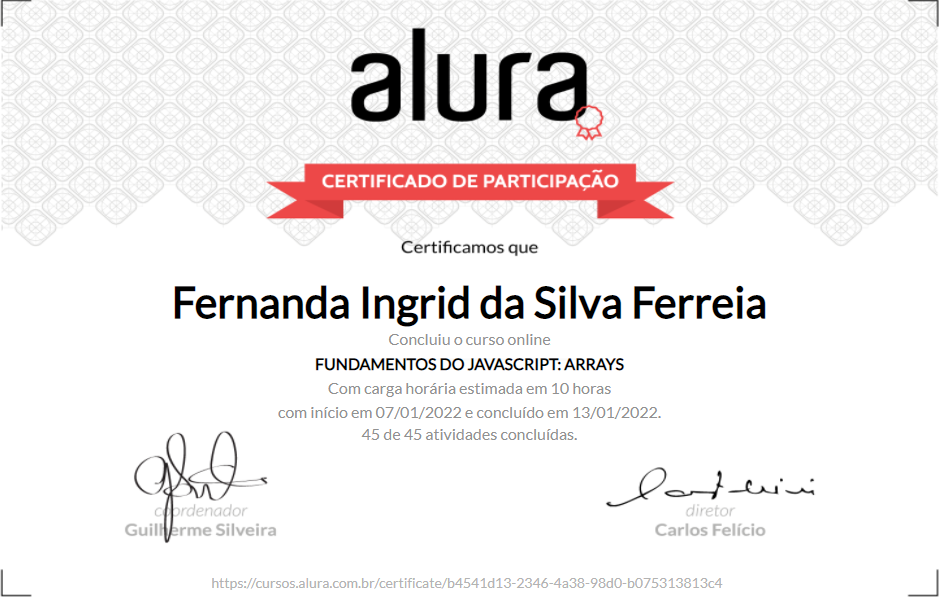 alura
CERTIFICADO DE PARTICIPAÇÃO
Certificamos que
Fernanda Ingrid da Silva Ferreia
Concluiu o curso online
FUNDAMENTOS DO JAVASCRIPT: ARRAYS
Com carga horária estimada em 10 horas
com início em 07/01/2022 e concluído em 13/01/2022.
45 de 45 atividades concluídas.
coordenador
Guilherme Silveira
diretor
Carlos Felício
https://cursos.alura.com.br/certificate/b4541d13-2346-4a38-98d0-b075313813c4